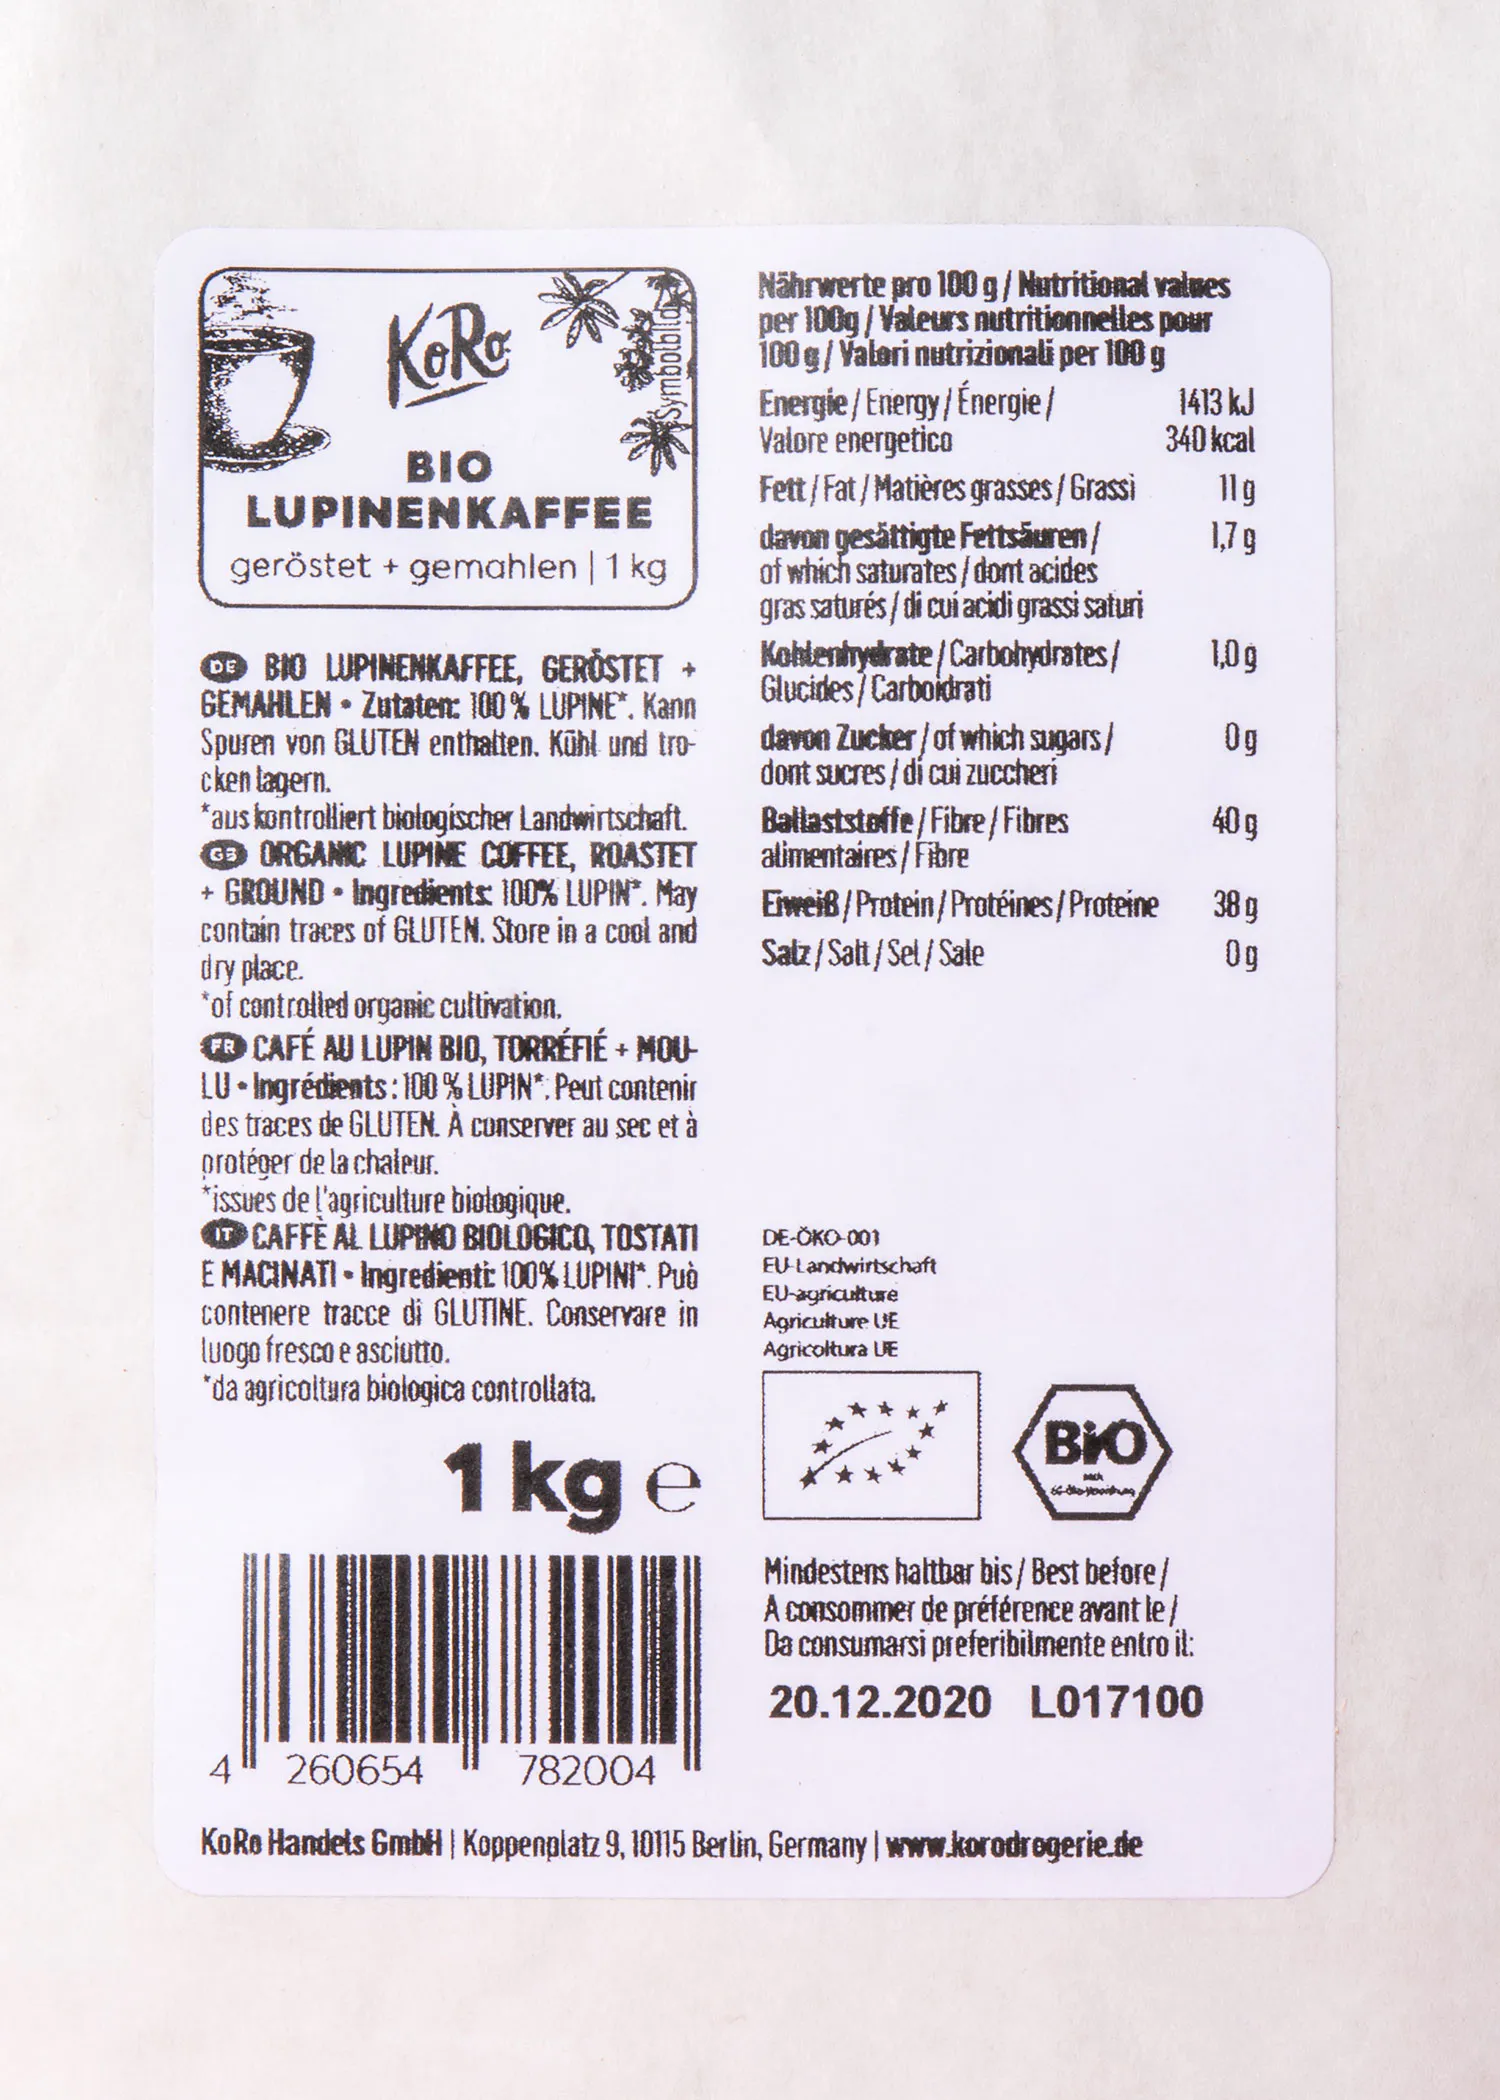 KoRo
Symbolbild
BIO
LUPINENKAFFEE
geröstet + gemahlen | 1 kg
DE BIO LUPINENKAFFEE, GERÖSTET +
GEMAHLEN • Zutaten: 100 % LUPINE*. Kann
Spuren von GLUTEN enthalten. Kühl und tro-
cken lagern.
*aus kontrolliert biologischer Landwirtschaft.
GB ORGANIC LUPINE COFFEE, ROASTET
+ GROUND • Ingredients: 100% LUPIN*. May
contain traces of GLUTEN. Store in a cool and
dry place.
*of controlled organic cultivation.
FR CAFÉ AU LUPIN BIO, TORRÉFIÉ + MOU-
LU • Ingrédients : 100 % LUPIN*. Peut contenir
des traces de GLUTEN. À conserver au sec et à
protéger de la chaleur.
*issues de l'agriculture biologique.
IT CAFFÈ AL LUPINO BIOLOGICO, TOSTATI
E MACINATI • Ingredienti: 100% LUPINI*. Può
contenere tracce di GLUTINE. Conservare in
luogo fresco e asciutto.
*da agricoltura biologica controllata.
1 kg e
4 260654 782004
Nährwerte pro 100 g / Nutritional values
per 100g / Valeurs nutritionnelles pour
100 g / Valori nutrizionali per 100 g
Energie / Energy / Énergie / 1413 kJ
Valore energetico 340 kcal
Fett / Fat / Matières grasses / Grassi 11 g
davon gesättigte Fettsäuren / 1,7 g
of which saturates / dont acides
gras saturés / di cui acidi grassi saturi
Kohlenhydrate / Carbohydrates / 1,0 g
Glucides / Carboidrati
davon Zucker / of which sugars / 0 g
dont sucres / di cui zuccheri
Ballaststoffe / Fibre / Fibres 40 g
alimentaires / Fibre
Eiweiß / Protein / Protéines / Proteine 38 g
Salz / Salt / Sel / Sale 0 g
DE-ÖKO-001
EU-Landwirtschaft
EU-agriculture
Agriculture UE
Agricoltura UE
BiO
nach
Mindestens haltbar bis / Best before /
A consommer de préférence avant le /
Da consumarsi preferibilmente entro il:
20.12.2020 L017100
KoRo Handels GmbH | Koppenplatz 9, 10115 Berlin, Germany | www.korodrogerie.de